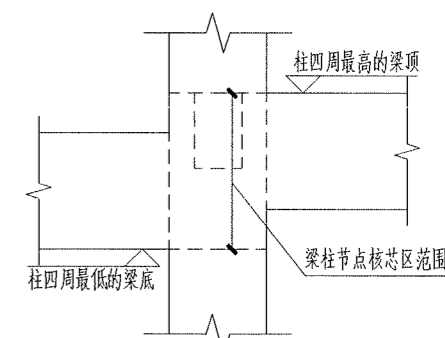 柱四周最高的梁顶
梁柱节点核芯区范围
柱四周最低的梁底